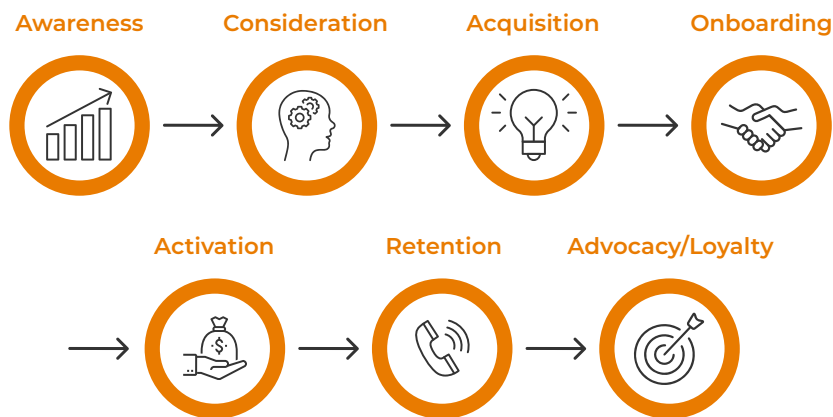 Awareness
Consideration
Acquisition
Onboarding
$
Activation
Retention
Advocacy/Loyalty